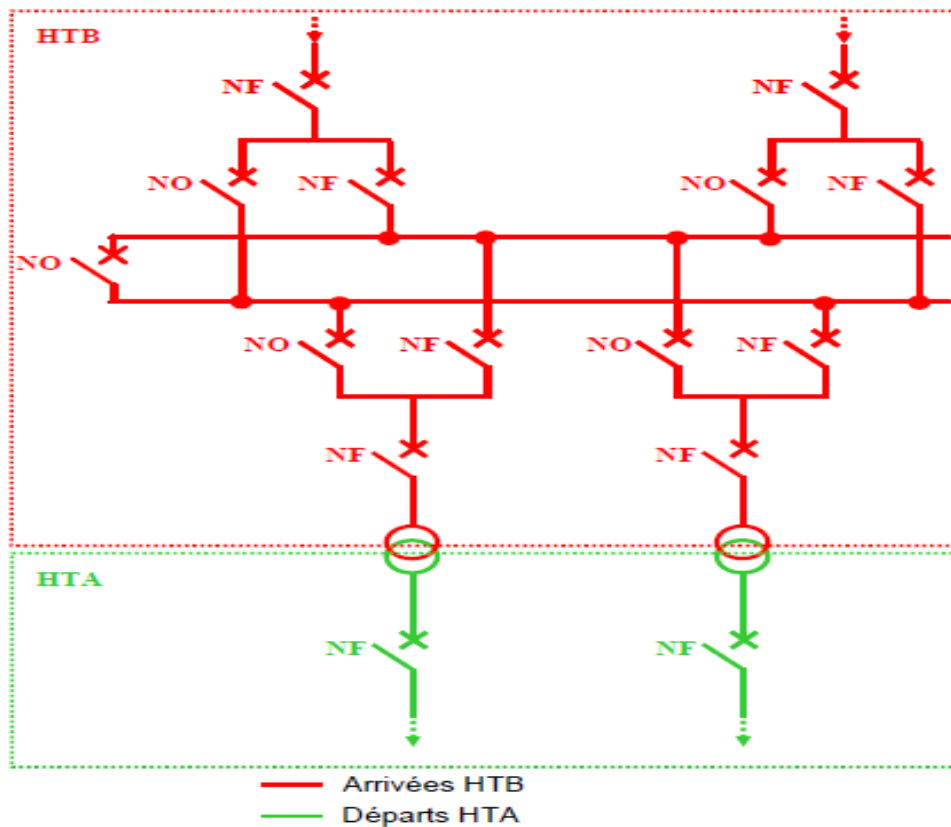 HTB
NF NF
NO NF NO NF
NO
NO NF NO NF
NF NF
HTA
NF NF
Arrivées HTB
Départs HTA